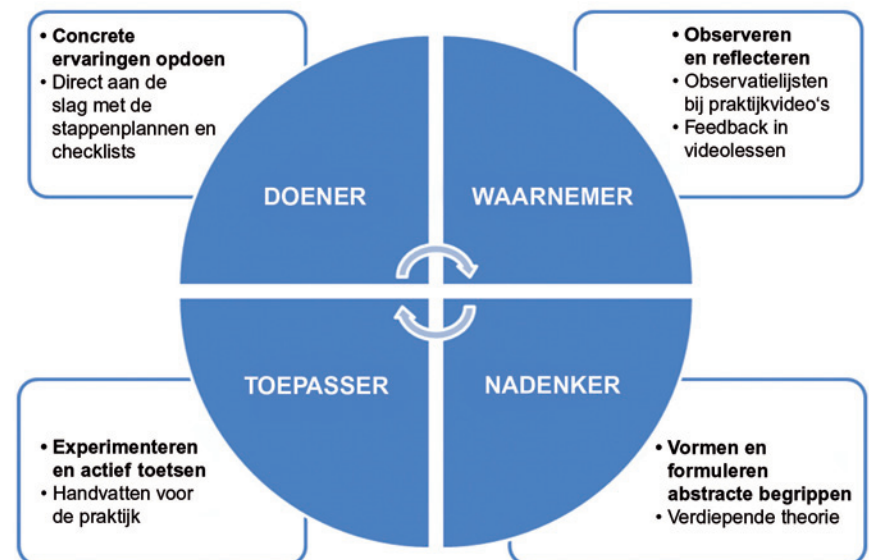 • Concrete
ervaringen opdoen
• Direct aan de
slag met de
stappenplannen en
checklists
• Observeren
en reflecteren
• Observatielijsten
bij praktijkvideo‘s
• Feedback in
videolessen
DOENER
WAARNEMER
TOEPASSER
NADENKER
• Experimenteren
en actief toetsen
• Handvatten voor
de praktijk
• Vormen en
formuleren
abstracte begrippen
• Verdiepende theorie